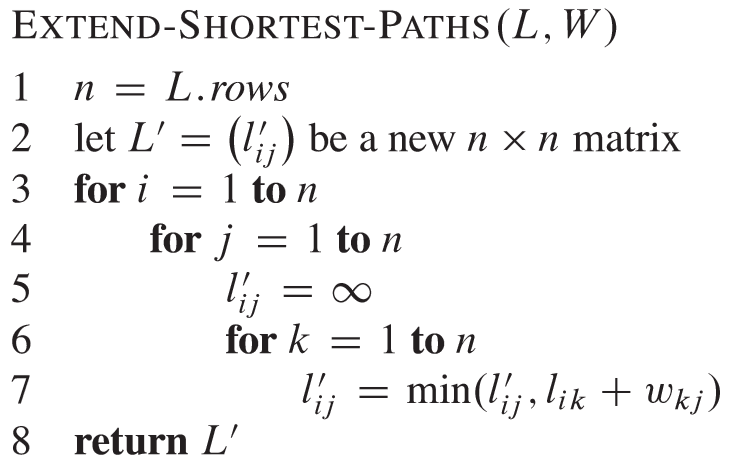 EXTEND-SHORTEST-PATHS(L, W)
1 n = L.rows
2 let L′ = (l′ij) be a new n × n matrix
3 for i = 1 to n
4 for j = 1 to n
5 l′ij = ∞
6 for k = 1 to n
7 l′ij = min(l′ij, lik + wkj)
8 return L′